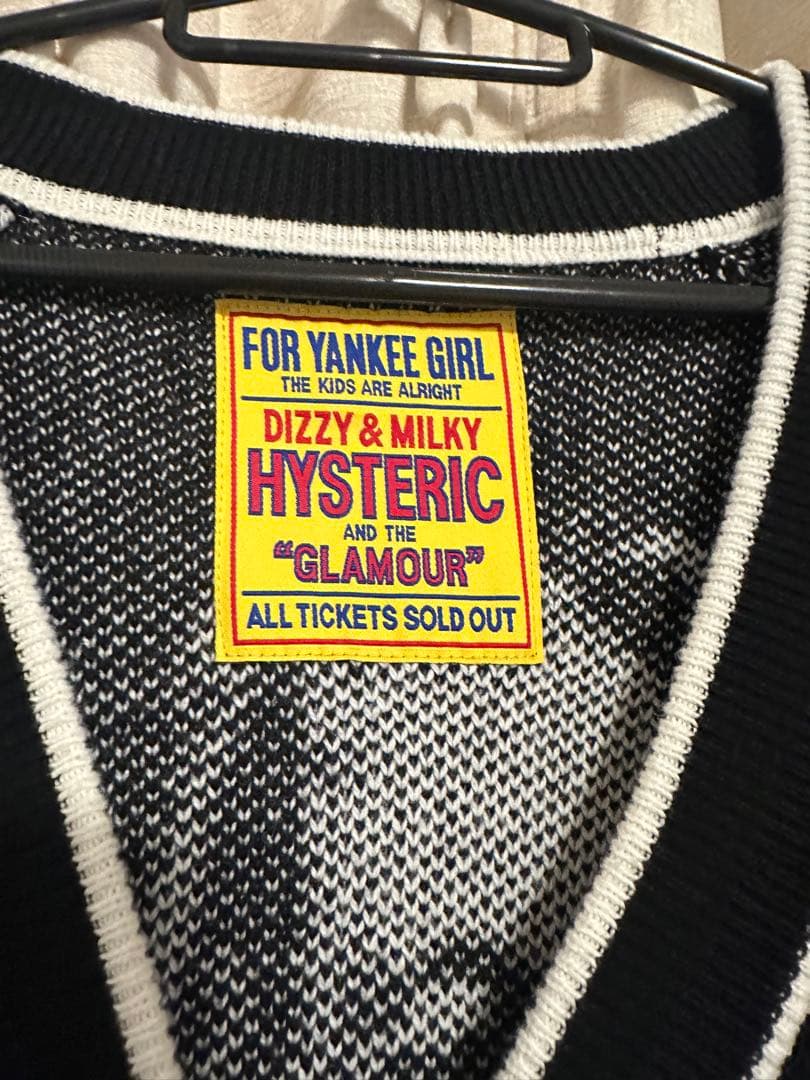 FOR YANKEE GIRL
THE KIDS ARE ALRIGHT
DIZZY & MILKY
HYSTERIC
AND THE
“GLAMOUR”
ALL TICKETS SOLD OUT